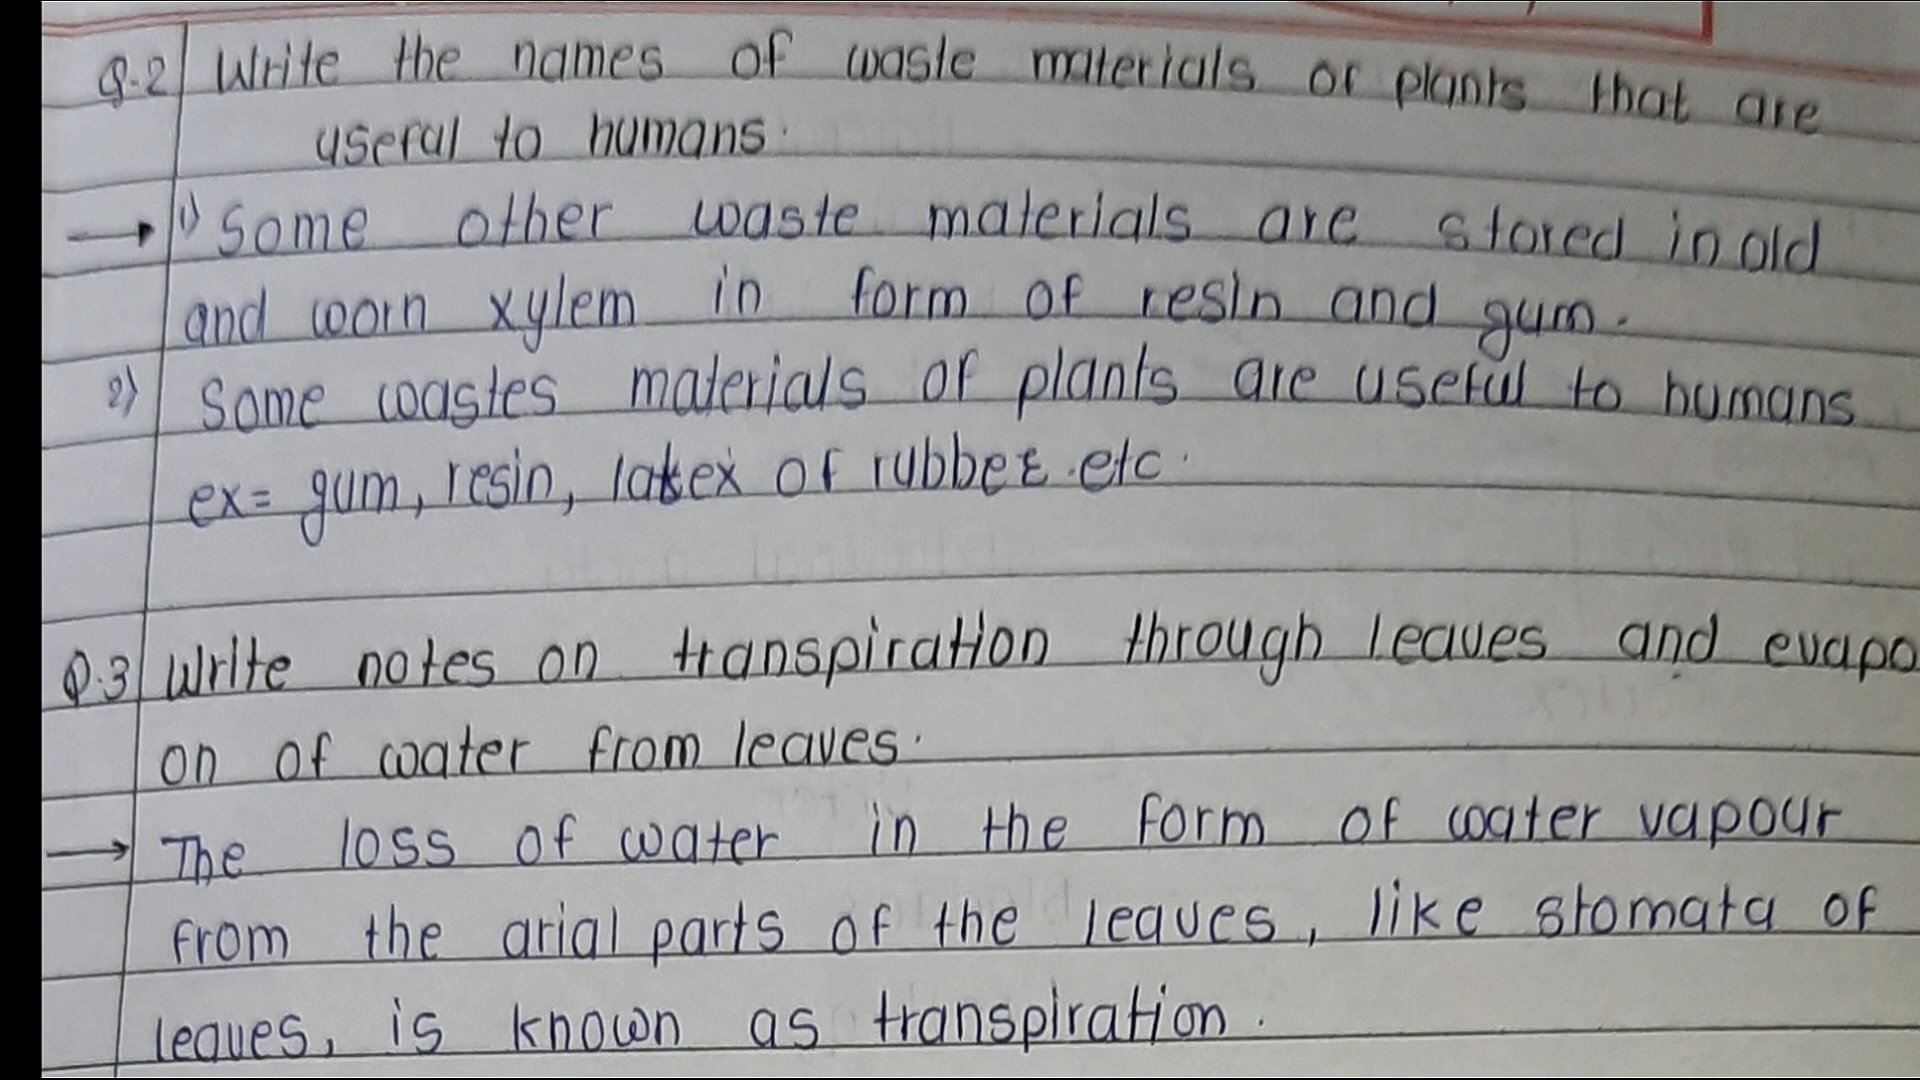 Q.2 Write the names of waste materials of plants that are
useful to humans.
→ 1) Some other waste materials are stored in old
and worn xylem in form of resin and gum.
2) Some wastes materials of plants are useful to humans
ex= gum, resin, latex of rubber etc.
Q.3 Write notes on transpiration through leaves and evapo
on of water from leaves.
→ The loss of water in the form of water vapour
from the arial parts of the leaves, like stomata of
leaves, is known as transpiration.